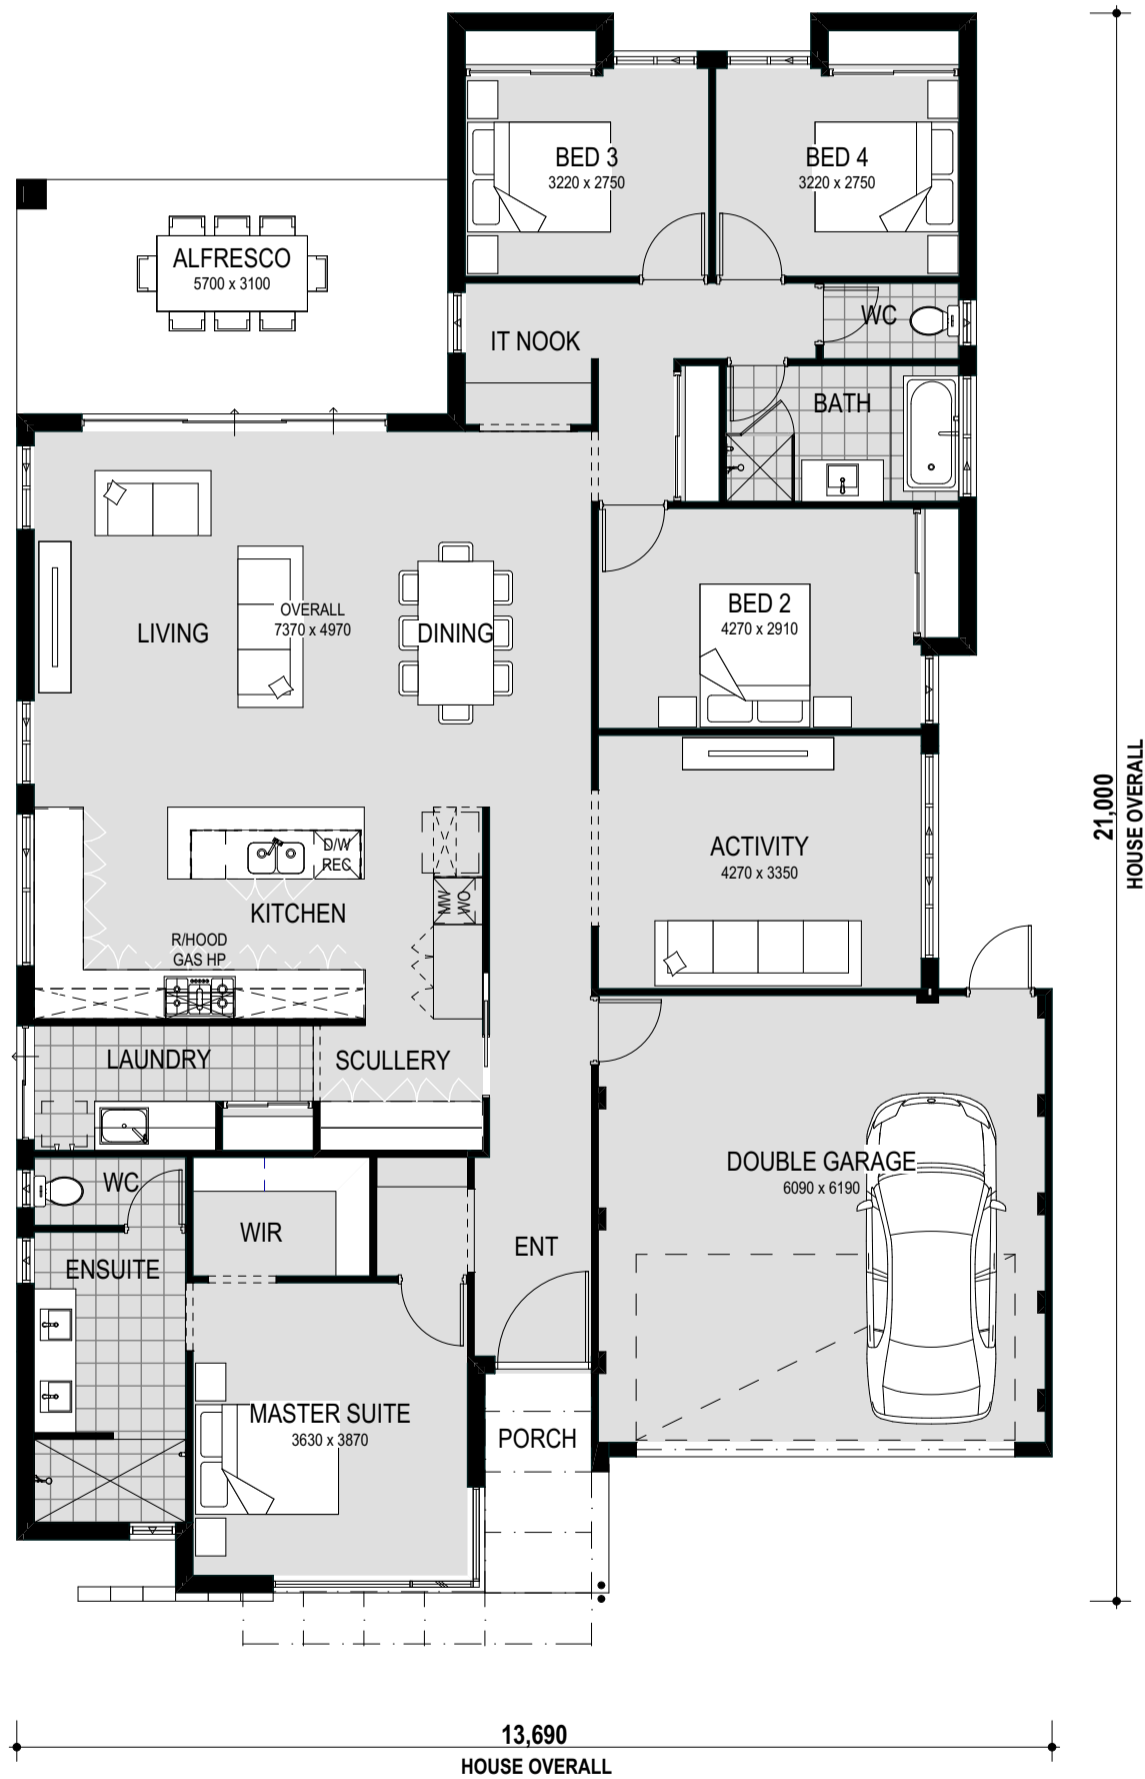 BED 3
3220 x 2750
BED 4
3220 x 2750
ALFRESCO
5700 x 3100
IT NOOK
WC
BATH
LIVING
OVERALL
7370 x 4970
DINING
BED 2
4270 x 2910
21,000
HOUSE OVERALL
ACTIVITY
4270 x 3350
D/W
REC
KITCHEN
MW
WO
R/HOOD
GAS HP
LAUNDRY
SCULLERY
DOUBLE GARAGE
6090 x 6190
WC
WIR
ENT
ENSUITE
MASTER SUITE
3630 x 3870
PORCH
13,690
HOUSE OVERALL